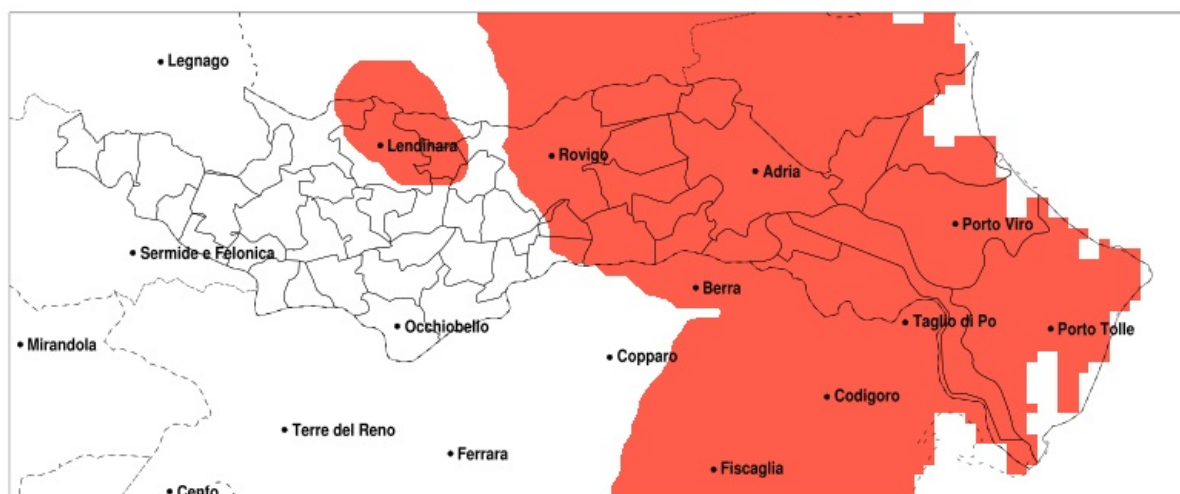 Legnago
Lendinara
Rovigo
Adria
Porto Viro
Sermide e Felonica
Berra
Occhiobello
Taglio di Po
Porto Tolle
Mirandola
Copparo
Codigoro
Terre del Reno
Ferrara
Fiscaglia
Cento